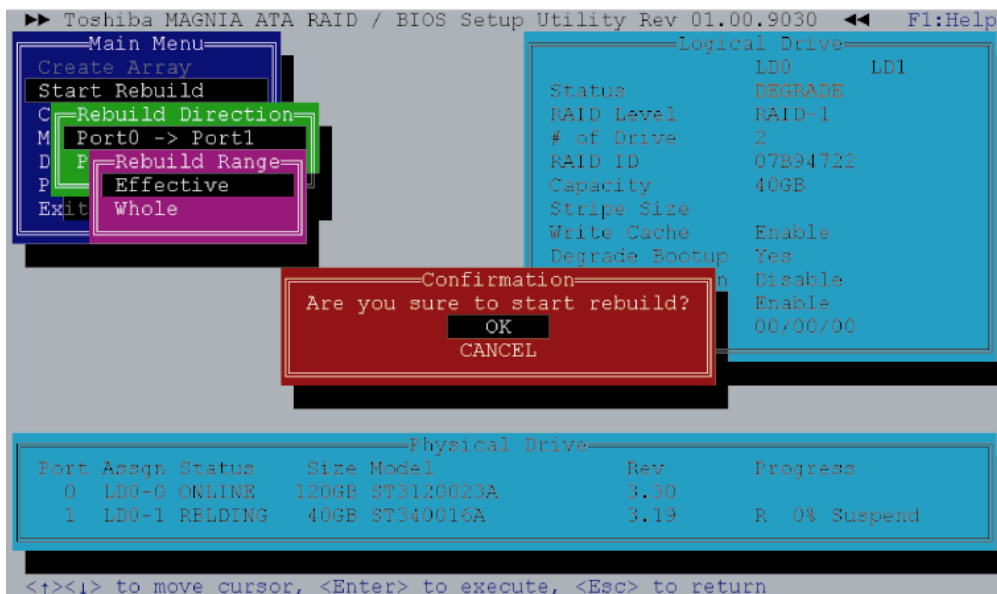 ►► Toshiba MAGNIA ATA RAID / BIOS Setup Utility Rev 01.00.9030 ◄◄ F1:Help
Main Menu
Create Array
Start Rebuild
C
M
D
P
Exit
Rebuild Direction
Port0 -> Port1
P
Rebuild Range
Effective
Whole
Logical Drive
LD0 LD1
Status DEGRADE
RAID Level RAID-1
# of Drive 2
RAID ID 07B94722
Capacity 40GB
Stripe Size
Write Cache Enable
Degrade Bootup Yes
n Disable
Enable
00/00/00
Confirmation
Are you sure to start rebuild?
OK
CANCEL
Physical Drive
Port Assgn Status Size Model Rev Progress
0 LD0-0 ONLINE 120GB ST3120023A 3.30
1 LD0-1 RBLDING 40GB ST340016A 3.19 R 0% Suspend
<↑><↓> to move cursor, <Enter> to execute, <Esc> to return